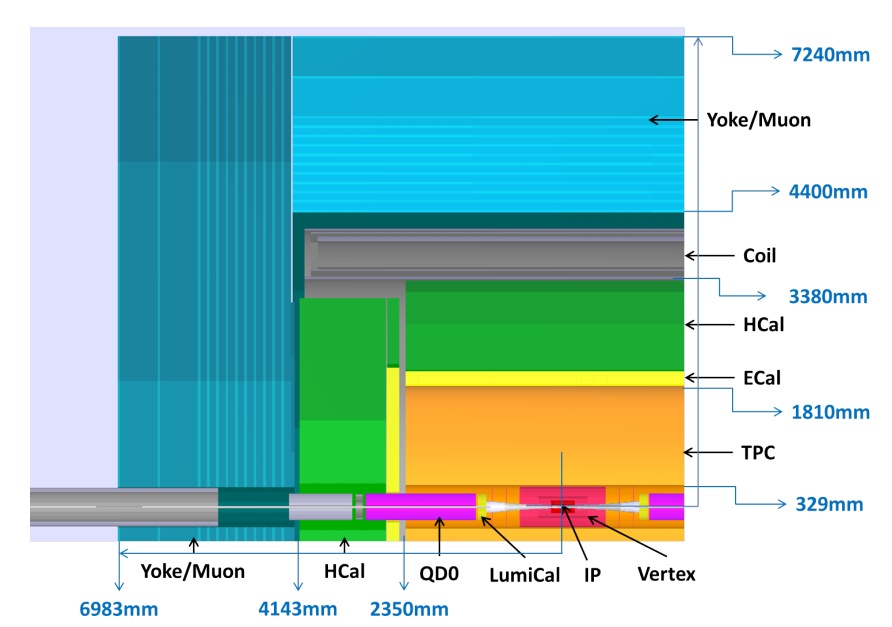 7240mm
Yoke/Muon
4400mm
Coil
3380mm
HCal
ECal
1810mm
TPC
329mm
Yoke/Muon
HCal
QD0
LumiCal
IP
Vertex
6983mm
4143mm
2350mm